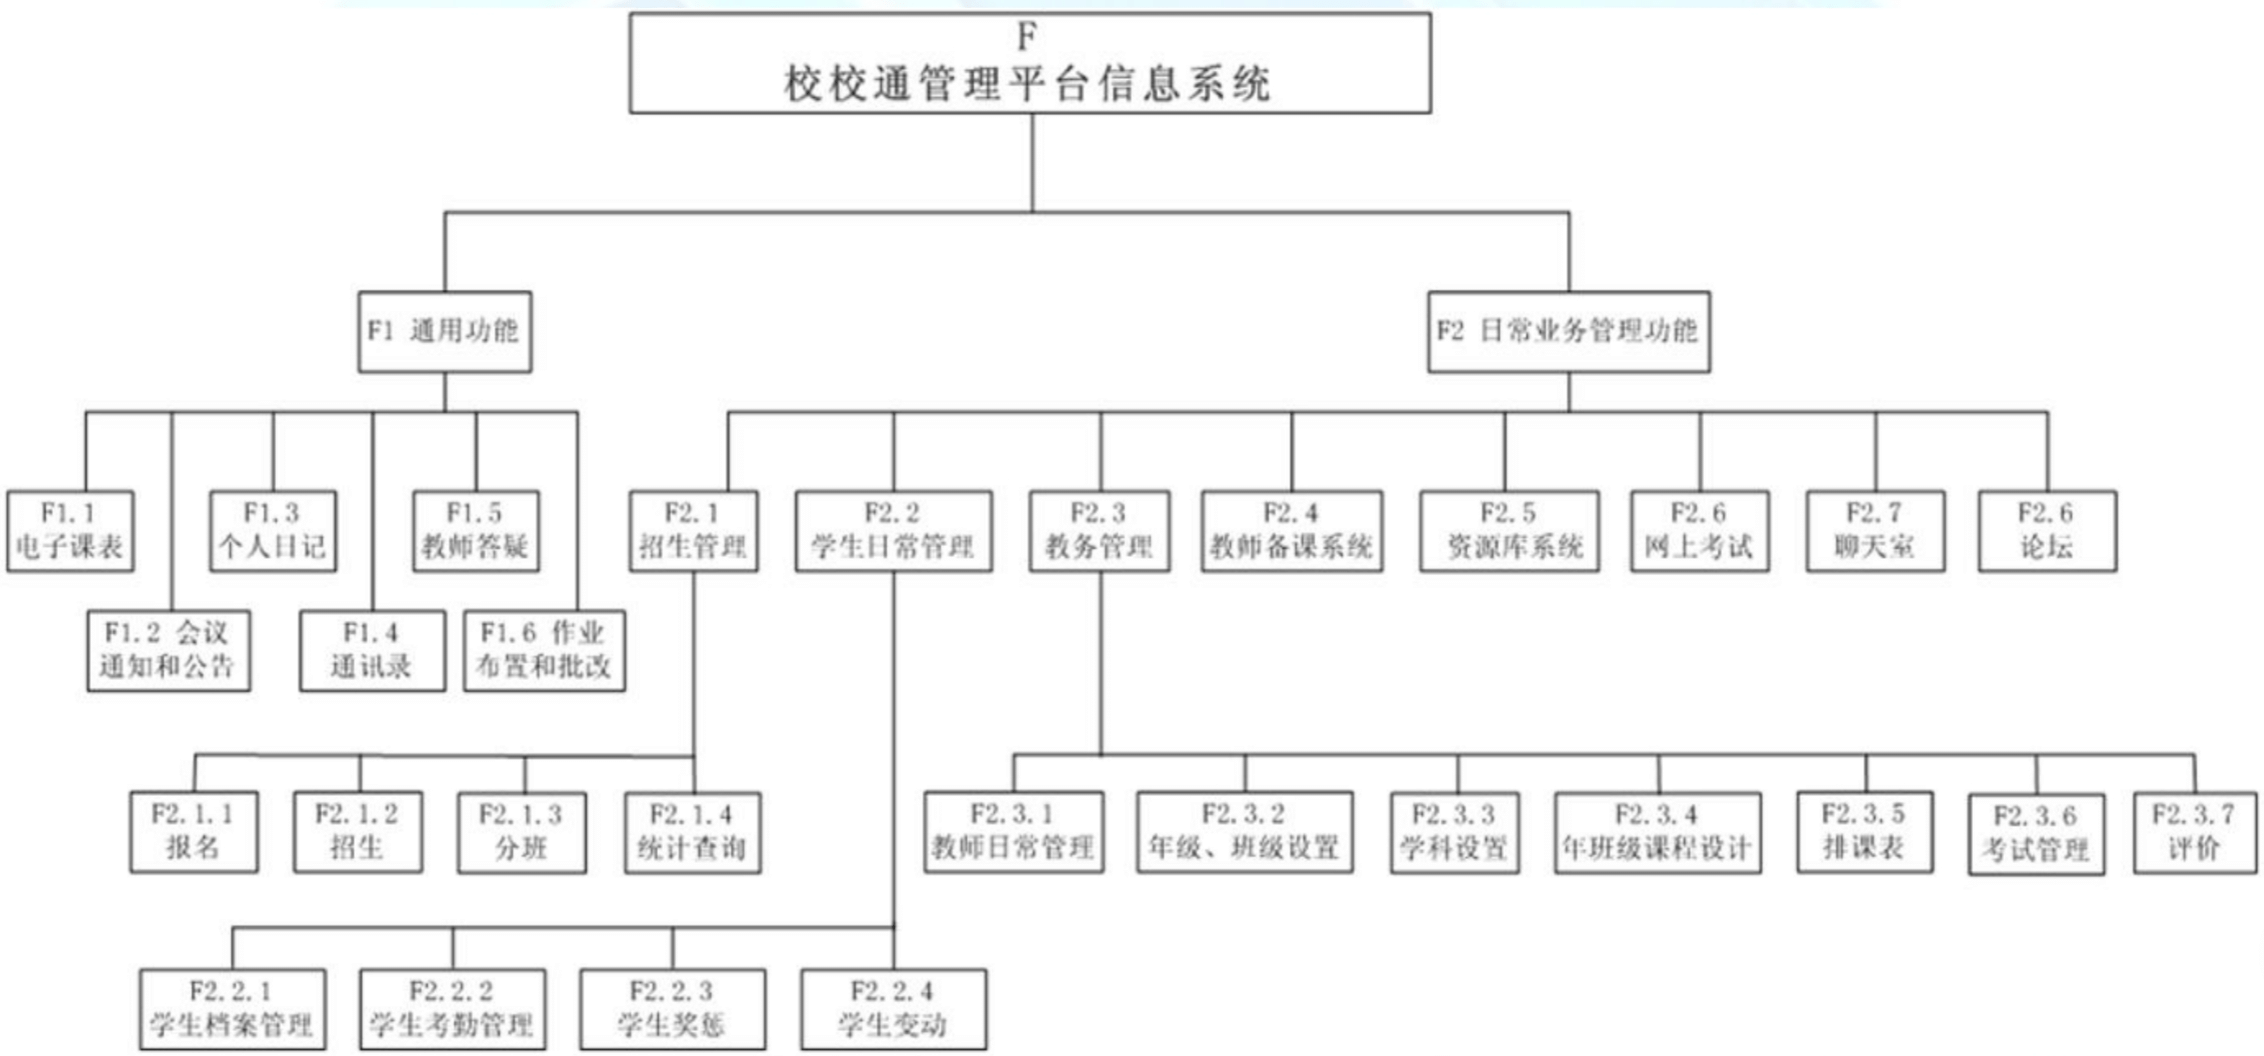 F
校校通管理平台信息系统
F1 通用功能
F2 日常业务管理功能
F1.1
电子课表
F1.3
个人日记
F1.5
教师答疑
F2.1
招生管理
F2.2
学生日常管理
F2.3
教务管理
F2.4
教师备课系统
F2.5
资源库系统
F2.6
网上考试
F2.7
聊天室
F2.6
论坛
F1.2 会议
通知和公告
F1.4
通讯录
F1.6 作业
布置和批改
F2.1.1
报名
F2.1.2
招生
F2.1.3
分班
F2.1.4
统计查询
F2.3.1
教师日常管理
F2.3.2
年级、班级设置
F2.3.3
学科设置
F2.3.4
年班级课程设计
F2.3.5
排课表
F2.3.6
考试管理
F2.3.7
评价
F2.2.1
学生档案管理
F2.2.2
学生考勤管理
F2.2.3
学生奖惩
F2.2.4
学生变动